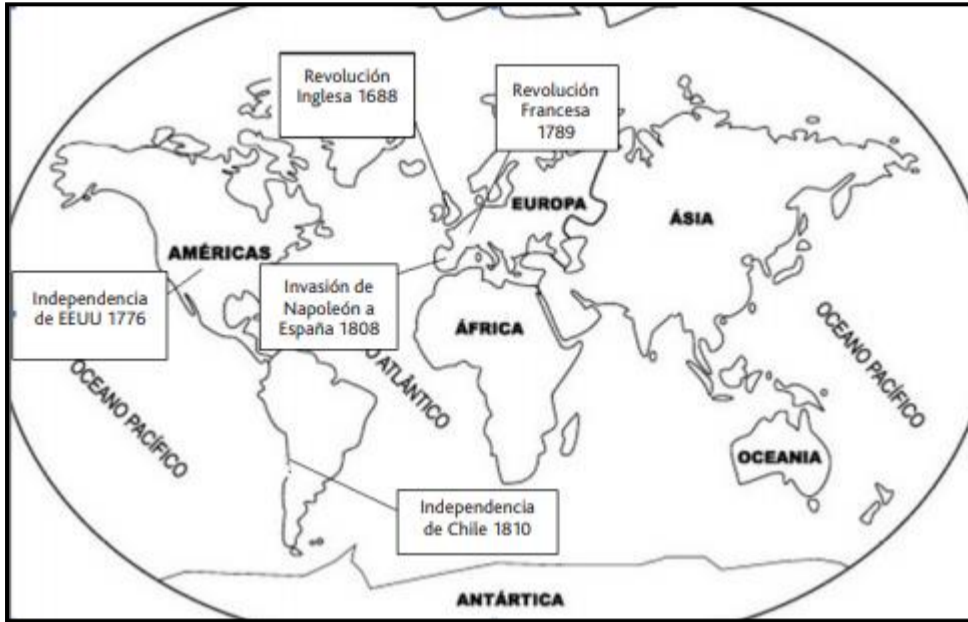 Revolución
Inglesa 1688
Revolución
Francesa
1789
EUROPA
ÁSIA
AMÉRICAS
Independencia
de EEUU 1776
Invasión de
Napoleón a
España 1808
ÁFRICA
OCEANO PACÍFICO
O ATLÂNTICO
OCEANO PACÍFICO
OCEANIA
Independencia
de Chile 1810
ANTÁRTICA